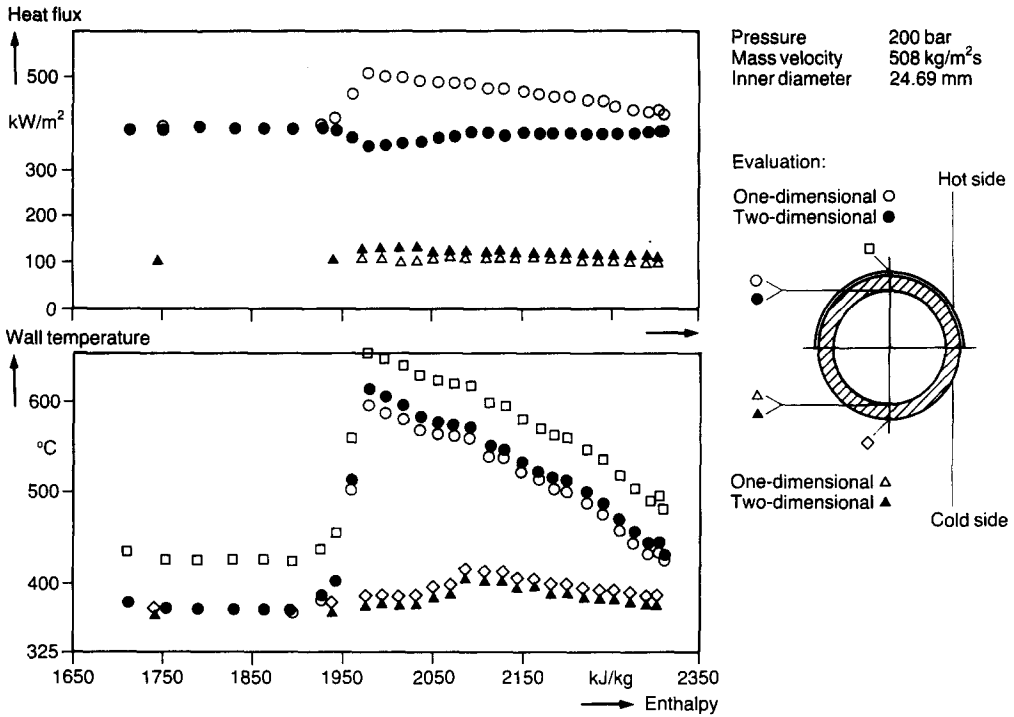 Heat flux
500
kW/m²
300
200
100
0
Pressure 200 bar
Mass velocity 508 kg/m²s
Inner diameter 24.69 mm
Evaluation:
Hot side
One-dimensional
Two-dimensional
One-dimensional
Two-dimensional
Cold side
Wall temperature
600
°C
500
400
325
1650 1750 1850 1950 2050 2150 kJ/kg 2350
Enthalpy